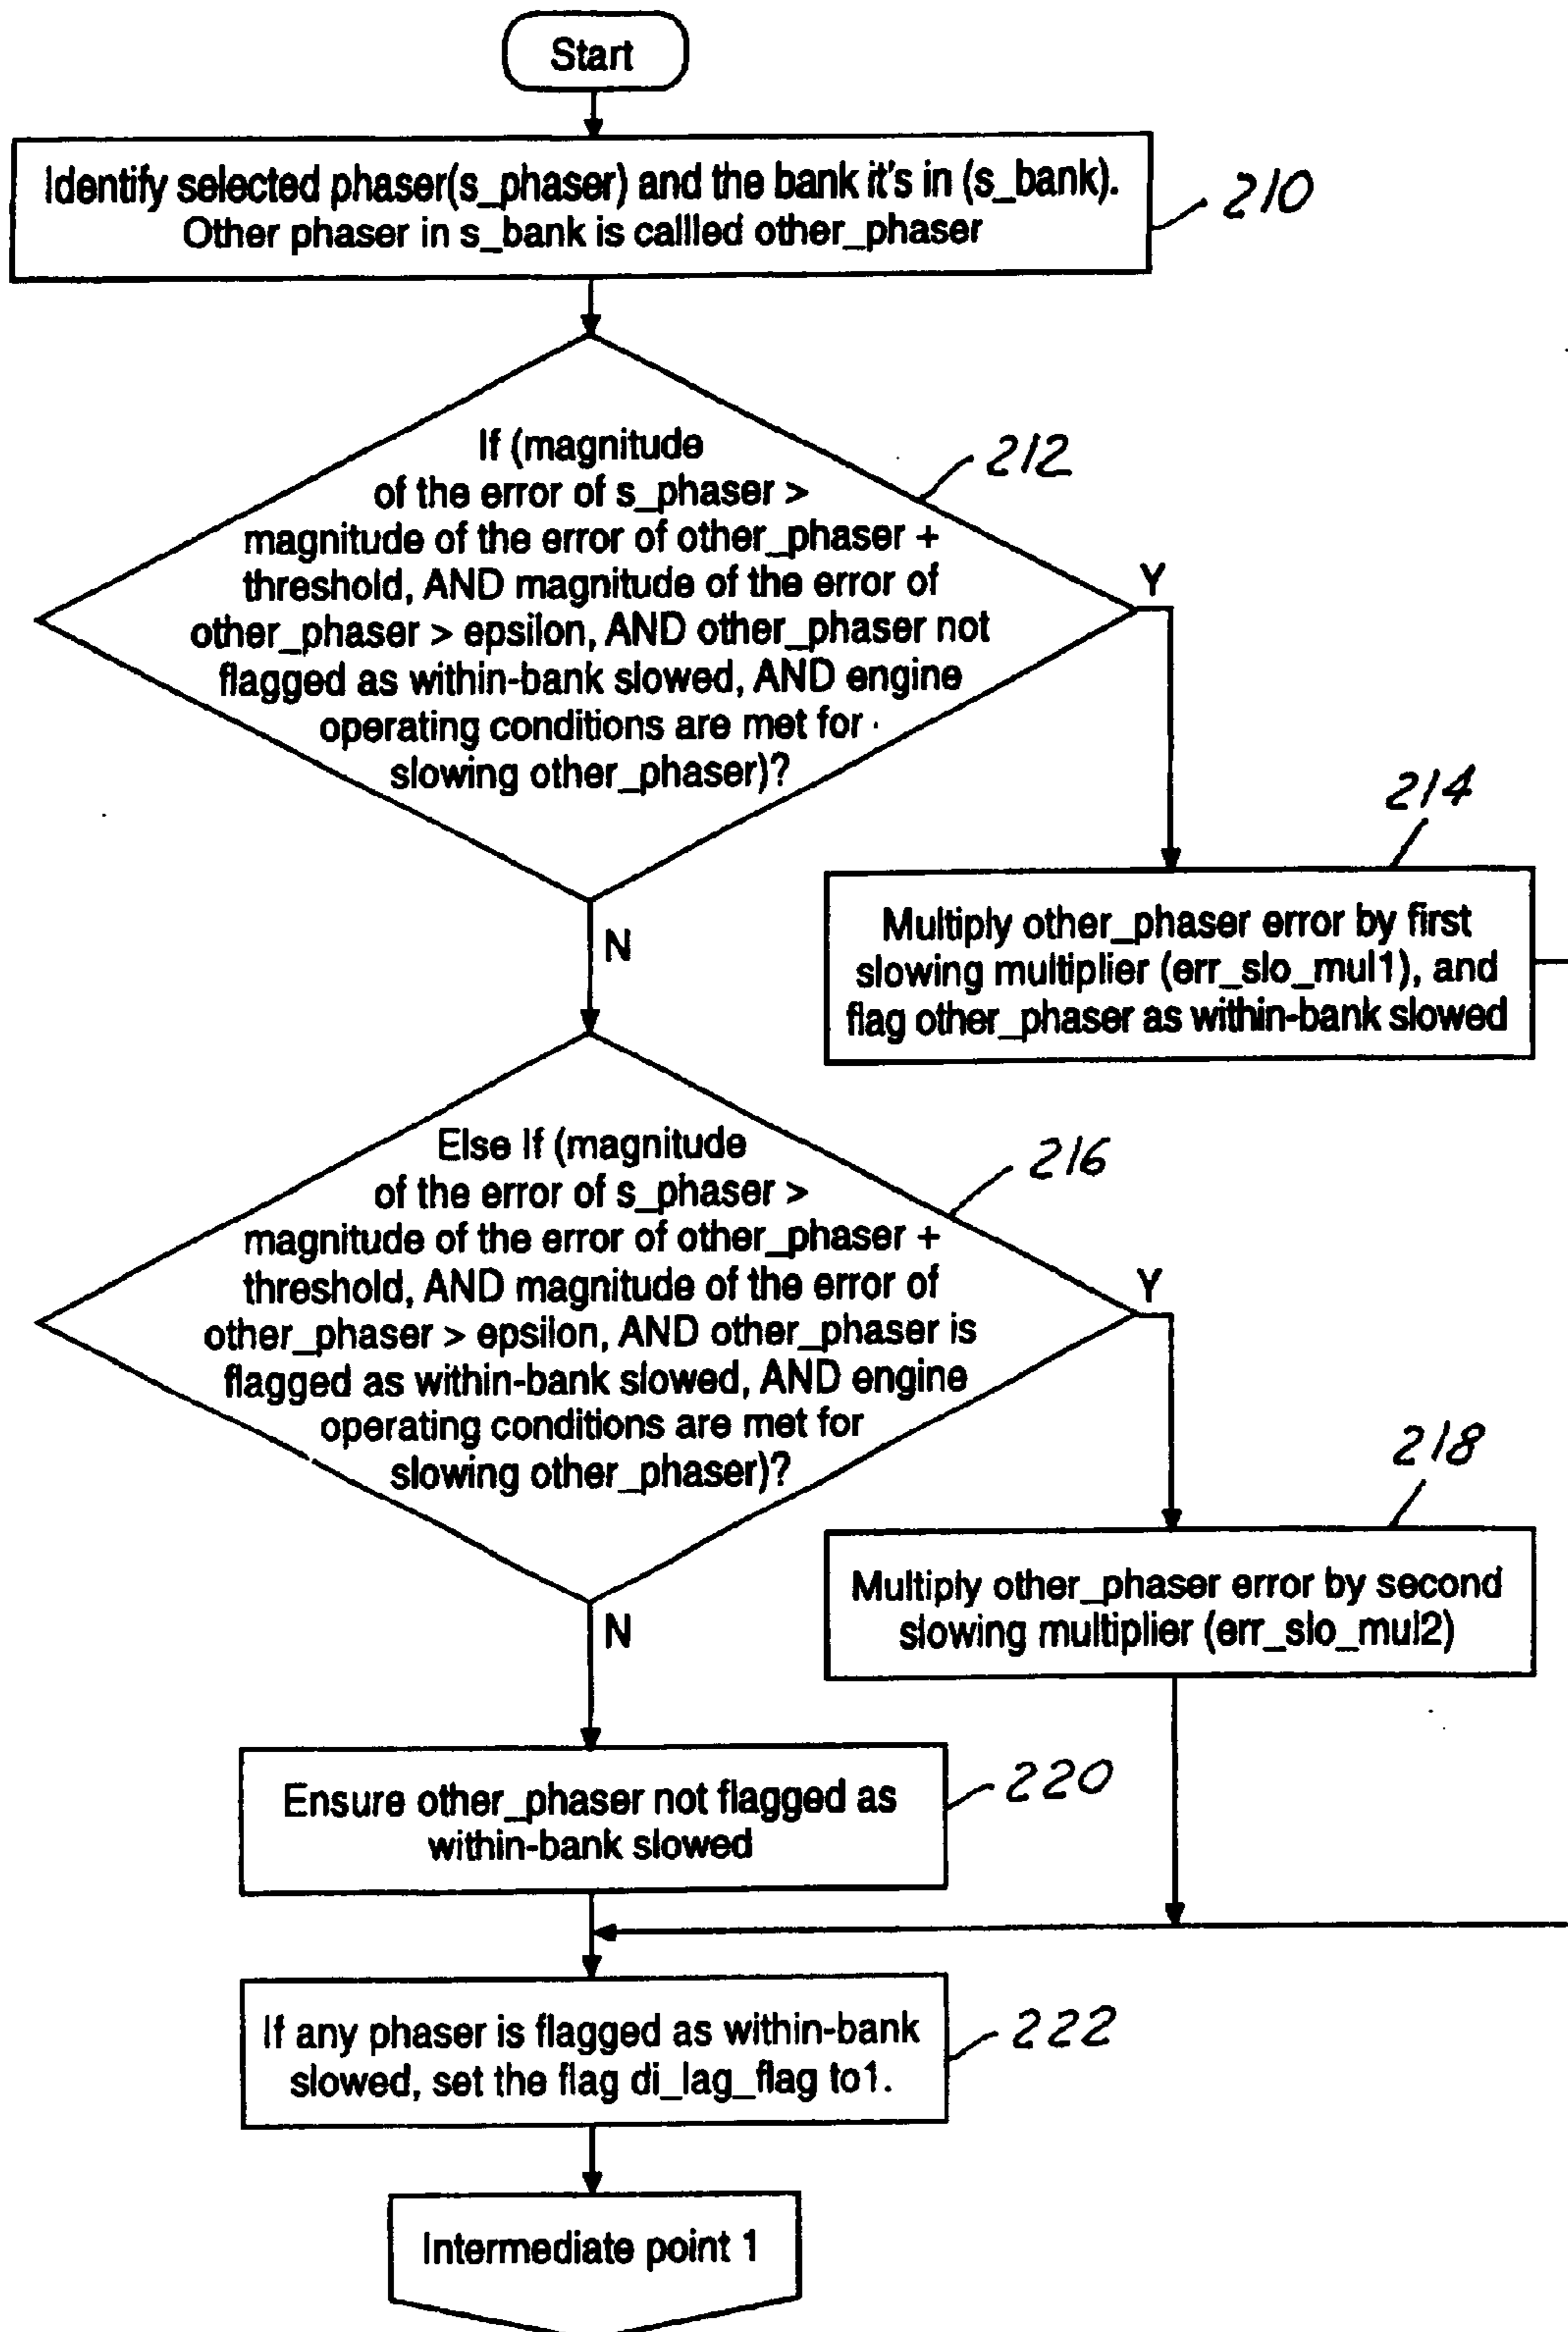 Start
Identify selected phaser(s_phaser) and the bank it's in (s_bank).
Other phaser in s_bank is callled other_phaser
210
If (magnitude
of the error of s_phaser >
magnitude of the error of other_phaser +
threshold, AND magnitude of the error of
other_phaser > epsilon, AND other_phaser not
flagged as within-bank slowed, AND engine
operating conditions are met for
slowing other_phaser)?
212
Y
N
214
Multiply other_phaser error by first
slowing multiplier (err_slo_mul1), and
flag other_phaser as within-bank slowed
Else If (magnitude
of the error of s_phaser >
magnitude of the error of other_phaser +
threshold, AND magnitude of the error of
other_phaser > epsilon, AND other_phaser is
flagged as within-bank slowed, AND engine
operating conditions are met for
slowing other_phaser)?
216
Y
N
218
Multiply other_phaser error by second
slowing multiplier (err_slo_mul2)
Ensure other_phaser not flagged as
within-bank slowed
220
If any phaser is flagged as within-bank
slowed, set the flag di_lag_flag to1.
222
Intermediate point 1